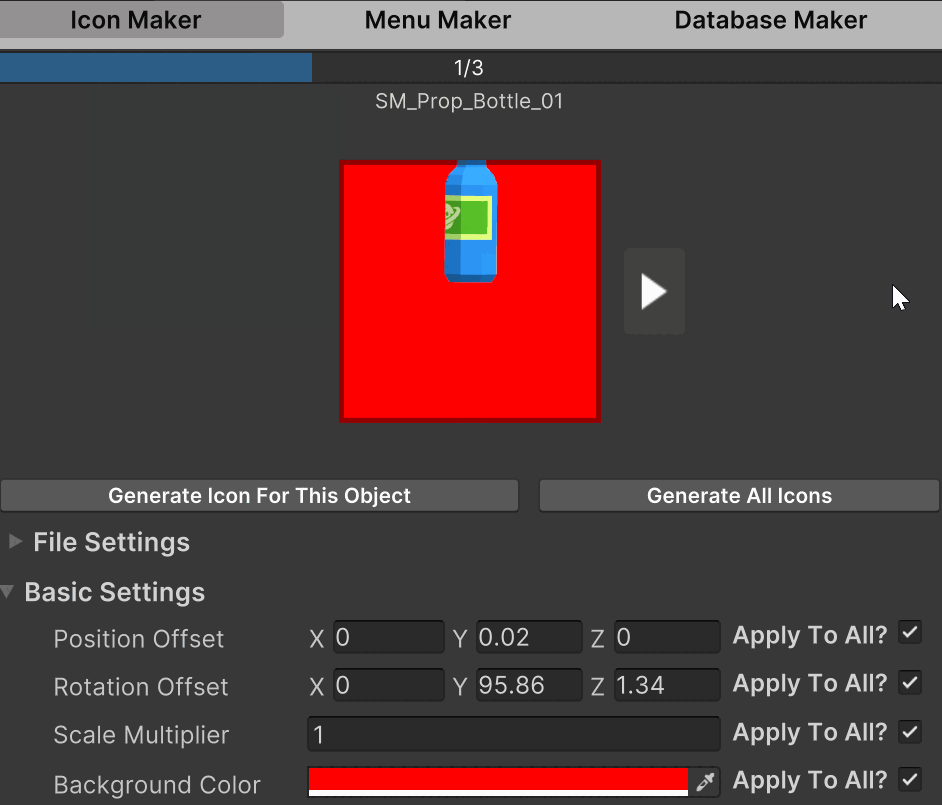 Icon Maker Menu Maker Database Maker
1/3
SM_Prop_Bottle_01
Generate Icon For This Object Generate All Icons
File Settings
Basic Settings
Position Offset X 0 Y 0.02 Z 0 Apply To All?
Rotation Offset X 0 Y 95.86 Z 1.34 Apply To All?
Scale Multiplier 1 Apply To All?
Background Color Apply To All?